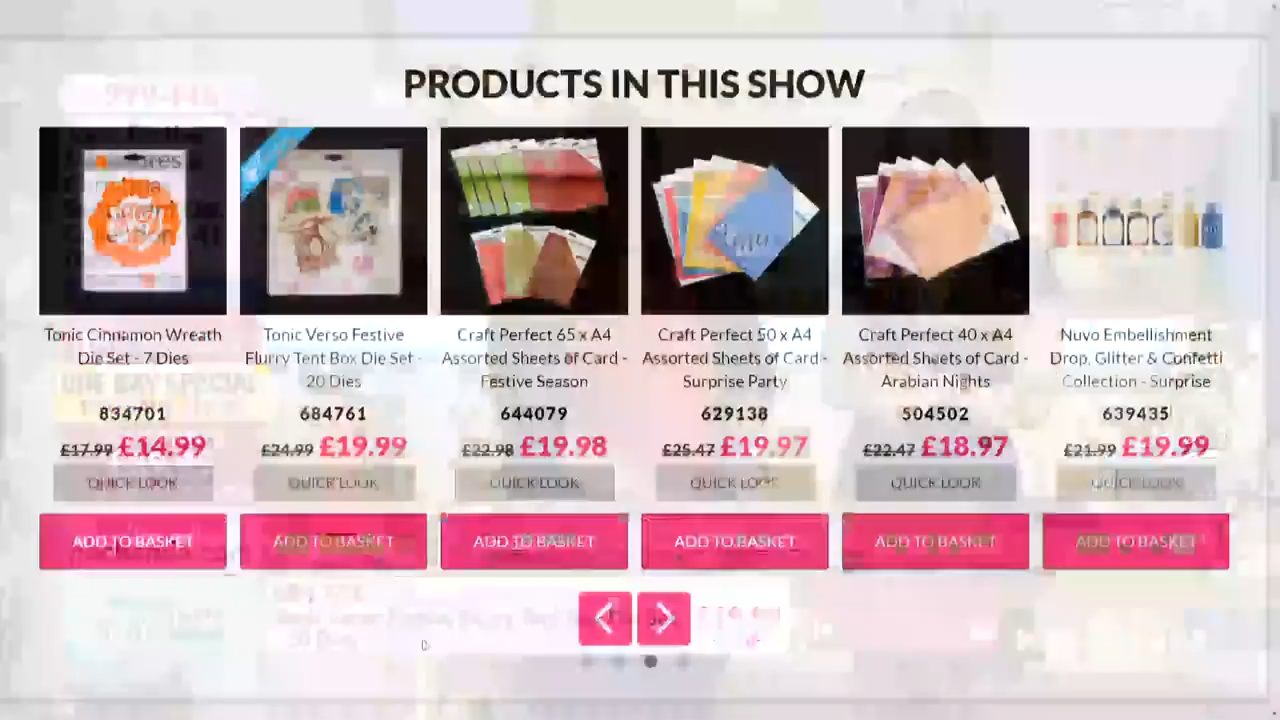 PRODUCTS IN THIS SHOW
Tonic Cinnamon Wreath
Die Set - 7 Dies
834701
£17.99 £14.99
QUICK LOOK
ADD TO BASKET
Tonic Verso Festive
Flurry Tent Box Die Set -
20 Dies
684761
£24.99 £19.99
QUICK LOOK
ADD TO BASKET
Craft Perfect 65 x A4
Assorted Sheets of Card -
Festive Season
644079
£22.98 £19.98
QUICK LOOK
ADD TO BASKET
Craft Perfect 50 x A4
Assorted Sheets of Card -
Surprise Party
629138
£25.47 £19.97
QUICK LOOK
ADD TO BASKET
Craft Perfect 40 x A4
Assorted Sheets of Card -
Arabian Nights
504502
£22.47 £18.97
QUICK LOOK
ADD TO BASKET
Nuvo Embellishment
Drop, Glitter & Confetti
Collection - Surprise
639435
£21.99 £19.99
QUICK LOOK
ADD TO BASKET
ONE DAY SPECIAL